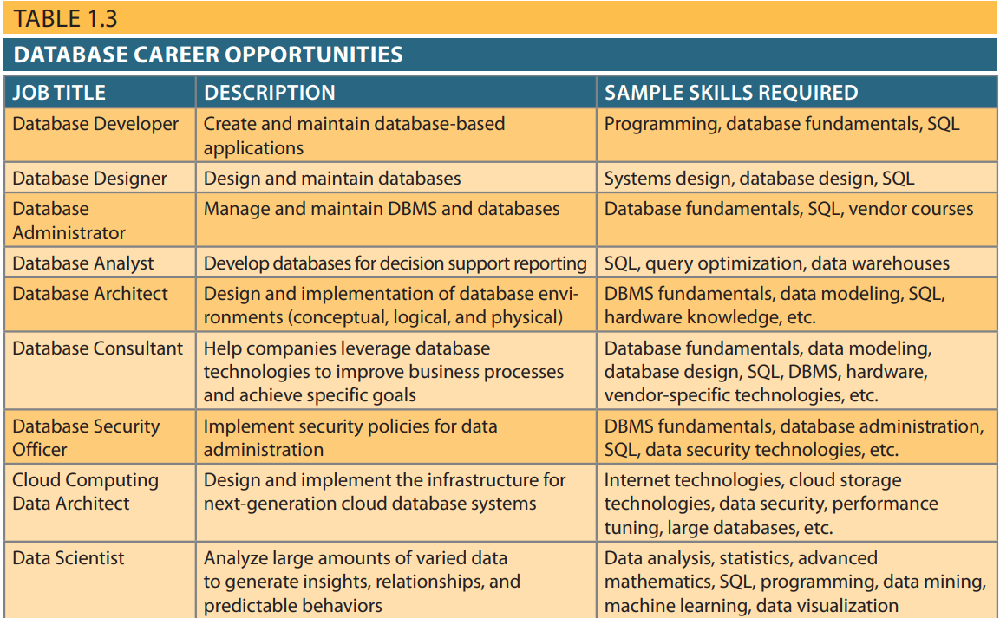 TABLE 1.3
DATABASE CAREER OPPORTUNITIES
JOB TITLE DESCRIPTION SAMPLE SKILLS REQUIRED
Database Developer
Create and maintain database-based
applications
Programming, database fundamentals, SQL
Database Designer
Design and maintain databases
Systems design, database design, SQL
Database
Administrator
Manage and maintain DBMS and databases
Database fundamentals, SQL, vendor courses
Database Analyst
Develop databases for decision support reporting
SQL, query optimization, data warehouses
Database Architect
Design and implementation of database envi-
ronments (conceptual, logical, and physical)
DBMS fundamentals, data modeling, SQL,
hardware knowledge, etc.
Database Consultant
Help companies leverage database
technologies to improve business processes
and achieve specific goals
Database fundamentals, data modeling,
database design, SQL, DBMS, hardware,
vendor-specific technologies, etc.
Database Security
Officer
Implement security policies for data
administration
DBMS fundamentals, database administration,
SQL, data security technologies, etc.
Cloud Computing
Data Architect
Design and implement the infrastructure for
next-generation cloud database systems
Internet technologies, cloud storage
technologies, data security, performance
tuning, large databases, etc.
Data Scientist
Analyze large amounts of varied data
to generate insights, relationships, and
predictable behaviors
Data analysis, statistics, advanced
mathematics, SQL, programming, data mining,
machine learning, data visualization